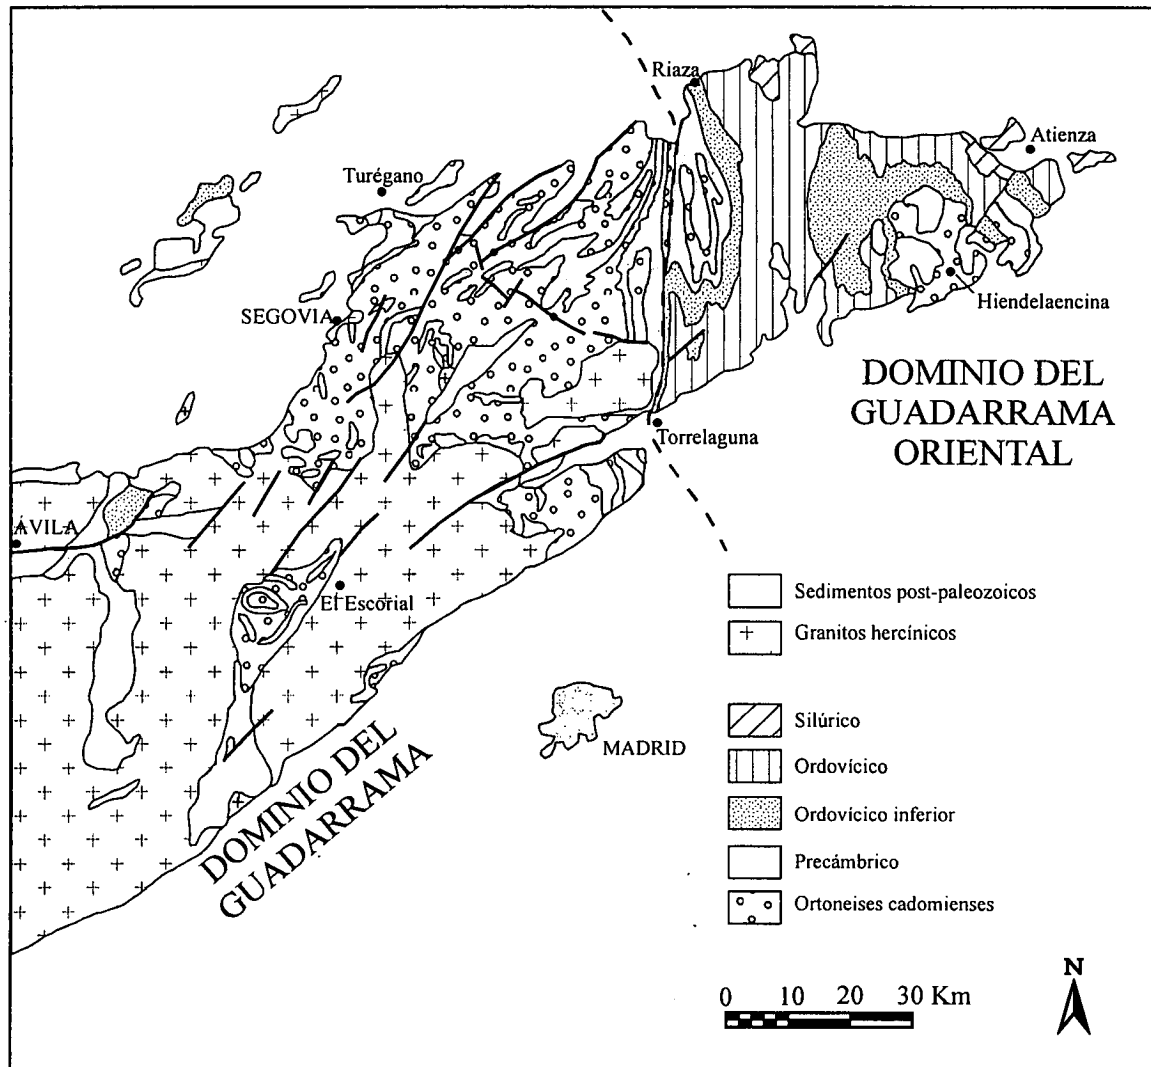 Riaza
Atienza
Turégano
SEGOVIA
Hiendelaencina
DOMINIO DEL
GUADARRAMA
ORIENTAL
Torrelaguna
ÁVILA
El Escorial
MADRID
DOMINIO DEL
GUADARRAMA
Sedimentos post-paleozoicos
Granitos hercínicos
Silúrico
Ordovícico
Ordovícico inferior
Precámbrico
Ortoneises cadomienses
N
0 10 20 30 Km